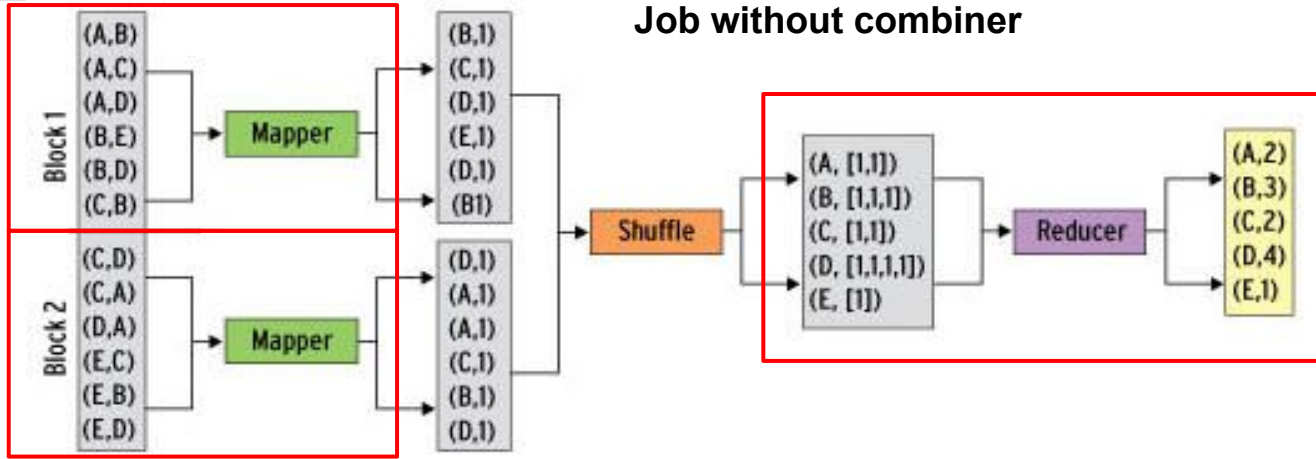 Job without combiner
Block 1
(A,B)
(A,C)
(A,D)
(B,E)
(B,D)
(C,B)
Mapper
(B,1)
(C,1)
(D,1)
(E,1)
(D,1)
(B1)
Block 2
(C,D)
(C,A)
(D,A)
(E,C)
(E,B)
(E,D)
Mapper
(D,1)
(A,1)
(A,1)
(C,1)
(B,1)
(D,1)
Shuffle
(A, [1,1])
(B, [1,1,1])
(C, [1,1])
(D, [1,1,1,1])
(E, [1])
Reducer
(A,2)
(B,3)
(C,2)
(D,4)
(E,1)